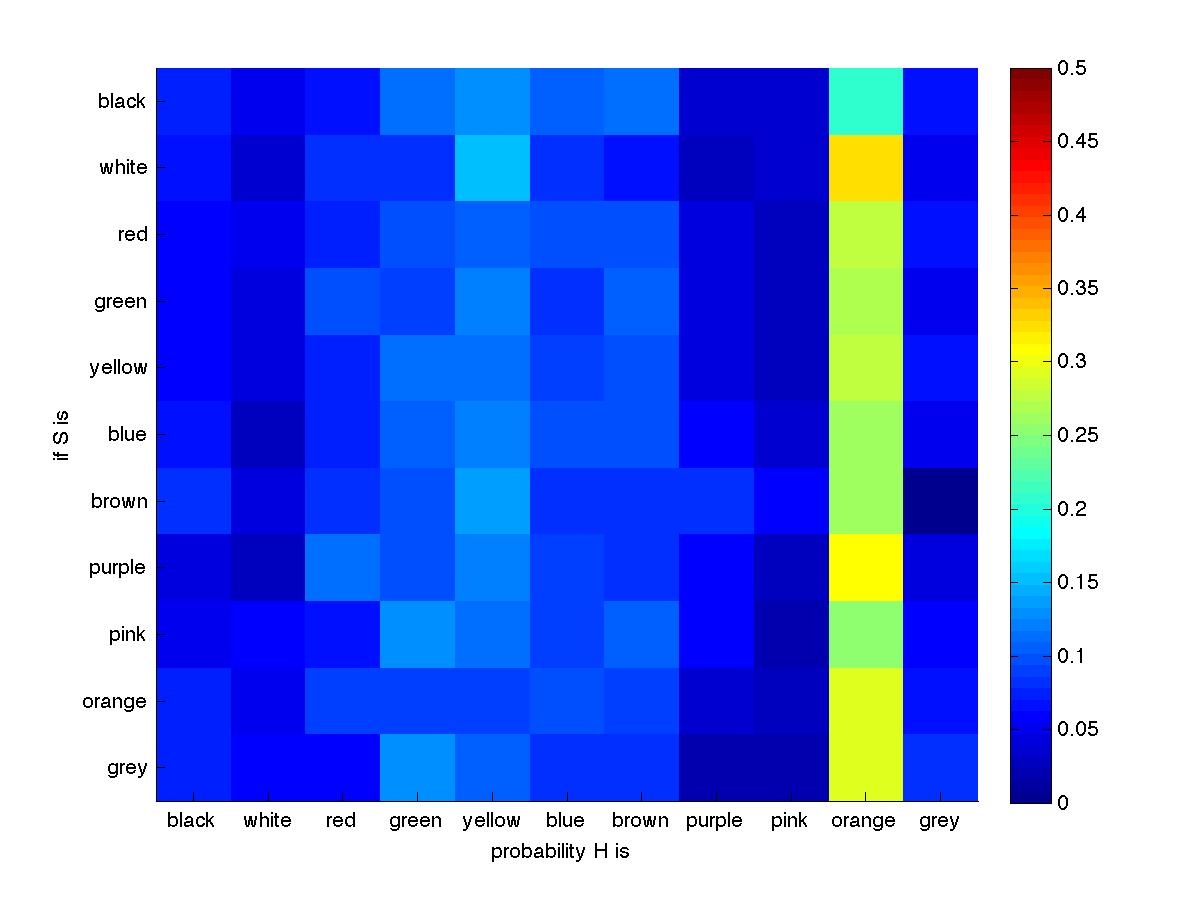 if S is
black
white
red
green
yellow
blue
brown
purple
pink
orange
grey
black white red green yellow blue brown purple pink orange grey
probability H is
0.5
0.45
0.4
0.35
0.3
0.25
0.2
0.15
0.1
0.05
0